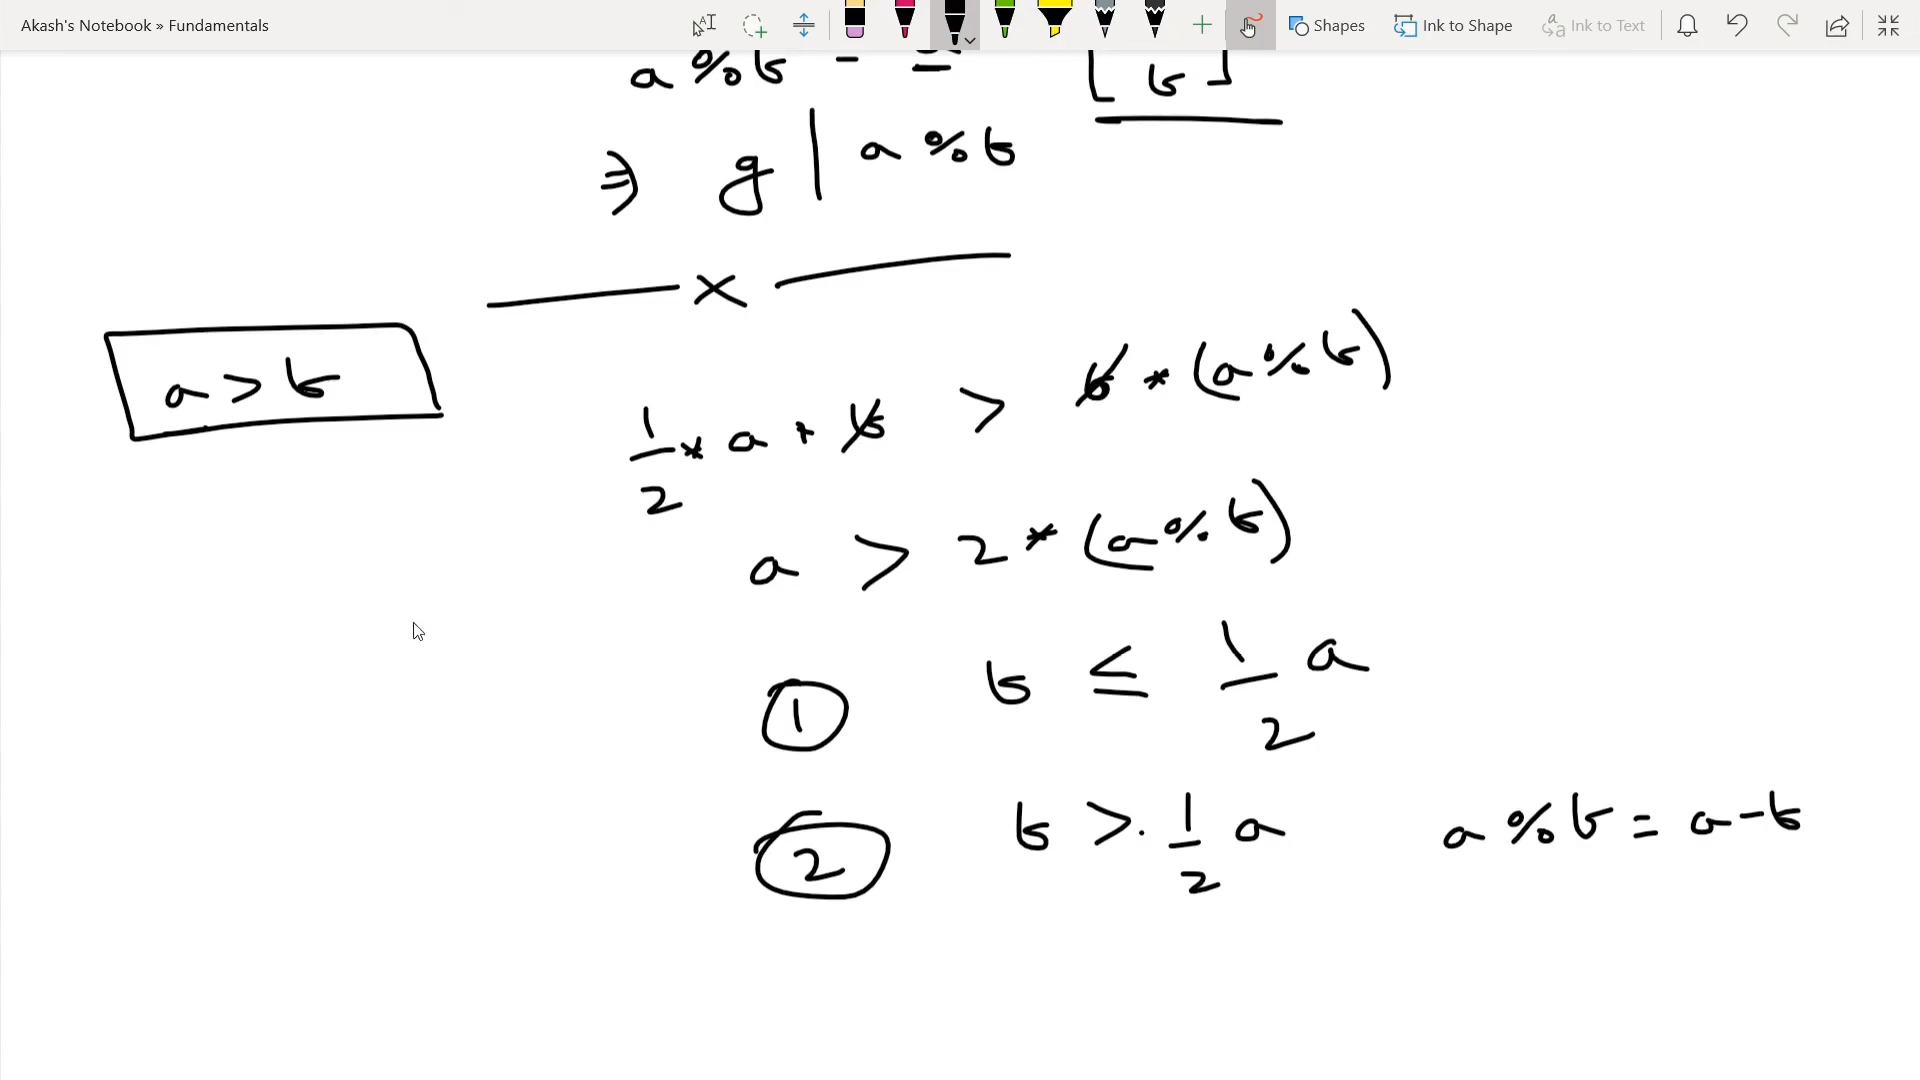 Akash's Notebook » Fundamentals
Shapes
Ink to Shape
Ink to Text
a % b - =
[ b ]
⇒ g | a % b
x
a > b
1/2 * a * b > b * (a % b)
a > 2 * (a % b)
① b ≤ 1/2 a
② b > 1/2 a a % b = a - b